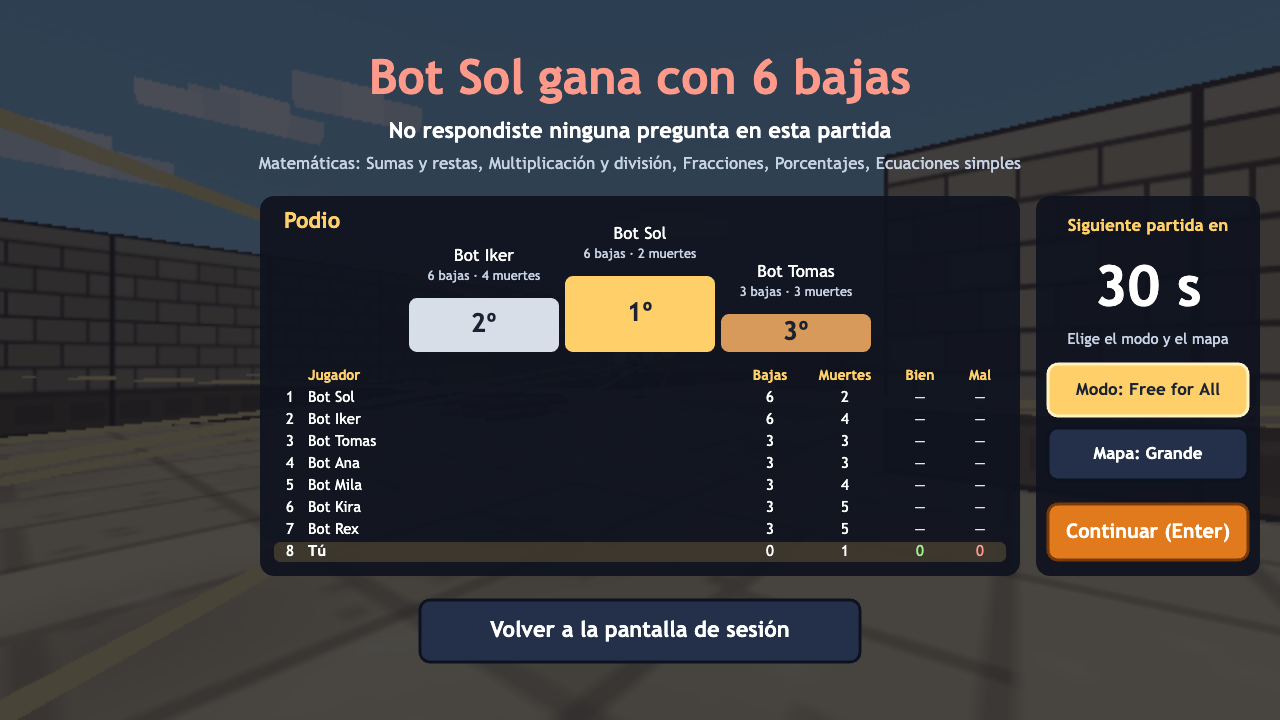 Bot Sol gana con 6 bajas
No respondiste ninguna pregunta en esta partida
Matemáticas: Sumas y restas, Multiplicación y división, Fracciones, Porcentajes, Ecuaciones simples
Podio
Bot Sol
6 bajas · 2 muertes
1º
Bot Iker
6 bajas · 4 muertes
2º
Bot Tomas
3 bajas · 3 muertes
3º
Jugador Bajas Muertes Bien Mal
1 Bot Sol 6 2 – –
2 Bot Iker 6 4 – –
3 Bot Tomas 3 3 – –
4 Bot Ana 3 3 – –
5 Bot Mila 3 4 – –
6 Bot Kira 3 5 – –
7 Bot Rex 3 5 – –
8 Tú 0 1 0 0
Siguiente partida en
30 s
Elige el modo y el mapa
Modo: Free for All
Mapa: Grande
Continuar (Enter)
Volver a la pantalla de sesión